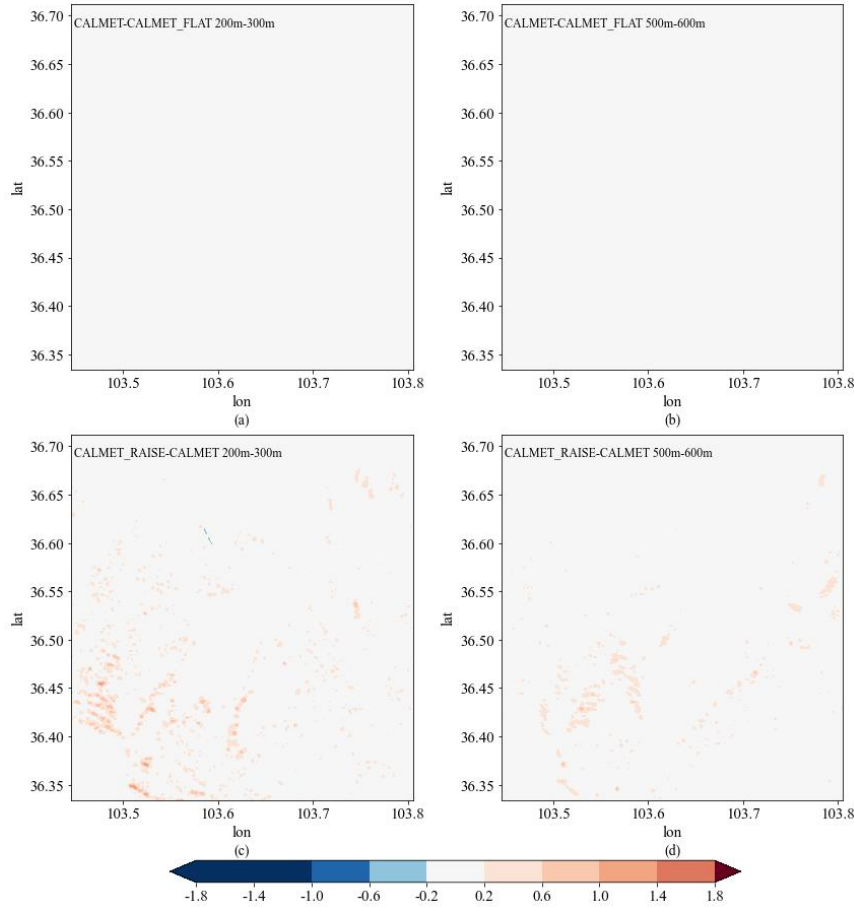 CALMET-CALMET_FLAT 200m-300m
36.70
36.65
36.60
36.55
36.50
36.45
36.40
36.35
lat
103.5 103.6 103.7 103.8
lon
(a)
CALMET-CALMET_FLAT 500m-600m
36.70
36.65
36.60
36.55
36.50
36.45
36.40
36.35
lat
103.5 103.6 103.7 103.8
lon
(b)
CALMET_RAISE-CALMET 200m-300m
36.70
36.65
36.60
36.55
36.50
36.45
36.40
36.35
lat
103.5 103.6 103.7 103.8
lon
(c)
CALMET_RAISE-CALMET 500m-600m
36.70
36.65
36.60
36.55
36.50
36.45
36.40
36.35
lat
103.5 103.6 103.7 103.8
lon
(d)
-1.8 -1.4 -1.0 -0.6 -0.2 0.2 0.6 1.0 1.4 1.8